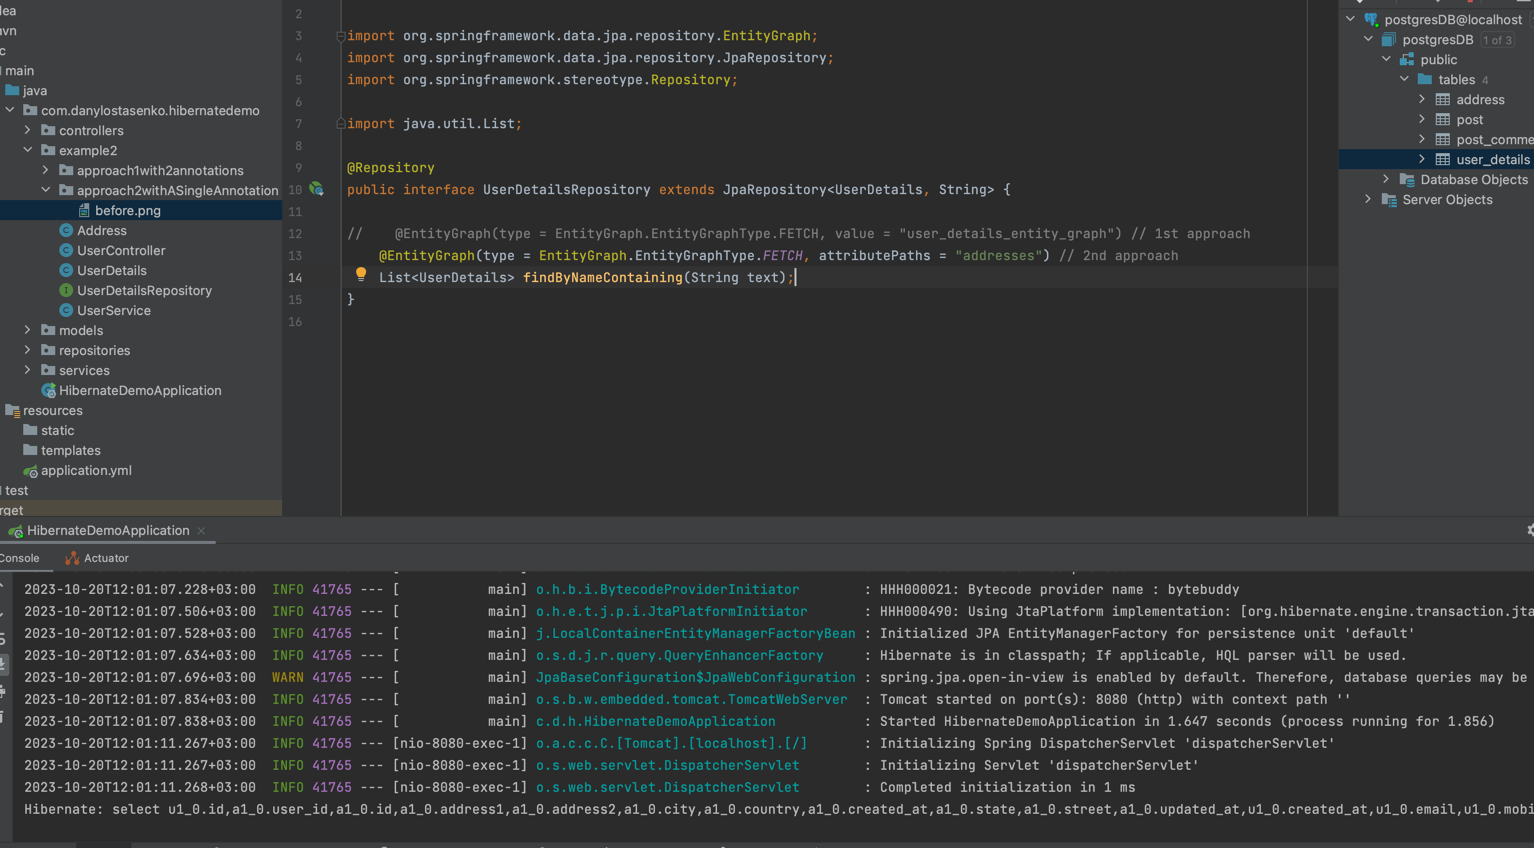 main
java
com.danylostasenko.hibernatedemo
controllers
example2
approach1with2annotations
approach2withASingleAnnotation
before.png
Address
UserController
UserDetails
UserDetailsRepository
UserService
models
repositories
services
HibernateDemoApplication
resources
static
templates
application.yml
test
rget
2
3 import org.springframework.data.jpa.repository.EntityGraph;
4 import org.springframework.data.jpa.repository.JpaRepository;
5 import org.springframework.stereotype.Repository;
6
7 import java.util.List;
8
9 @Repository
10 public interface UserDetailsRepository extends JpaRepository<UserDetails, String> {
11
12 // @EntityGraph(type = EntityGraph.EntityGraphType.FETCH, value = "user_details_entity_graph") // 1st approach
13 @EntityGraph(type = EntityGraph.EntityGraphType.FETCH, attributePaths = "addresses") // 2nd approach
14 List<UserDetails> findByNameContaining(String text);
15 }
16
postgresDB@localhost
postgresDB 1 of 3
public
tables 4
address
post
post_comme
user_details
Database Objects
Server Objects
HibernateDemoApplication
Console Actuator
2023-10-20T12:01:07.228+03:00 INFO 41765 --- [ main] o.h.b.i.BytecodeProviderInitiator : HHH000021: Bytecode provider name : bytebuddy
2023-10-20T12:01:07.506+03:00 INFO 41765 --- [ main] o.h.e.t.j.p.i.JtaPlatformInitiator : HHH000490: Using JtaPlatform implementation: [org.hibernate.engine.transaction.jta
2023-10-20T12:01:07.528+03:00 INFO 41765 --- [ main] j.LocalContainerEntityManagerFactoryBean : Initialized JPA EntityManagerFactory for persistence unit 'default'
2023-10-20T12:01:07.634+03:00 INFO 41765 --- [ main] o.s.d.j.r.query.QueryEnhancerFactory : Hibernate is in classpath; If applicable, HQL parser will be used.
2023-10-20T12:01:07.696+03:00 WARN 41765 --- [ main] JpaBaseConfiguration$JpaWebConfiguration : spring.jpa.open-in-view is enabled by default. Therefore, database queries may be
2023-10-20T12:01:07.834+03:00 INFO 41765 --- [ main] o.s.b.w.embedded.tomcat.TomcatWebServer : Tomcat started on port(s): 8080 (http) with context path ''
2023-10-20T12:01:07.838+03:00 INFO 41765 --- [ main] c.d.h.HibernateDemoApplication : Started HibernateDemoApplication in 1.647 seconds (process running for 1.856)
2023-10-20T12:01:11.267+03:00 INFO 41765 --- [nio-8080-exec-1] o.a.c.c.C.[Tomcat].[localhost].[/] : Initializing Spring DispatcherServlet 'dispatcherServlet'
2023-10-20T12:01:11.267+03:00 INFO 41765 --- [nio-8080-exec-1] o.s.web.servlet.DispatcherServlet : Initializing Servlet 'dispatcherServlet'
2023-10-20T12:01:11.268+03:00 INFO 41765 --- [nio-8080-exec-1] o.s.web.servlet.DispatcherServlet : Completed initialization in 1 ms
Hibernate: select u1_0.id,a1_0.user_id,a1_0.id,a1_0.address1,a1_0.address2,a1_0.city,a1_0.country,a1_0.created_at,a1_0.state,a1_0.street,a1_0.updated_at,u1_0.created_at,u1_0.email,u1_0.mobi